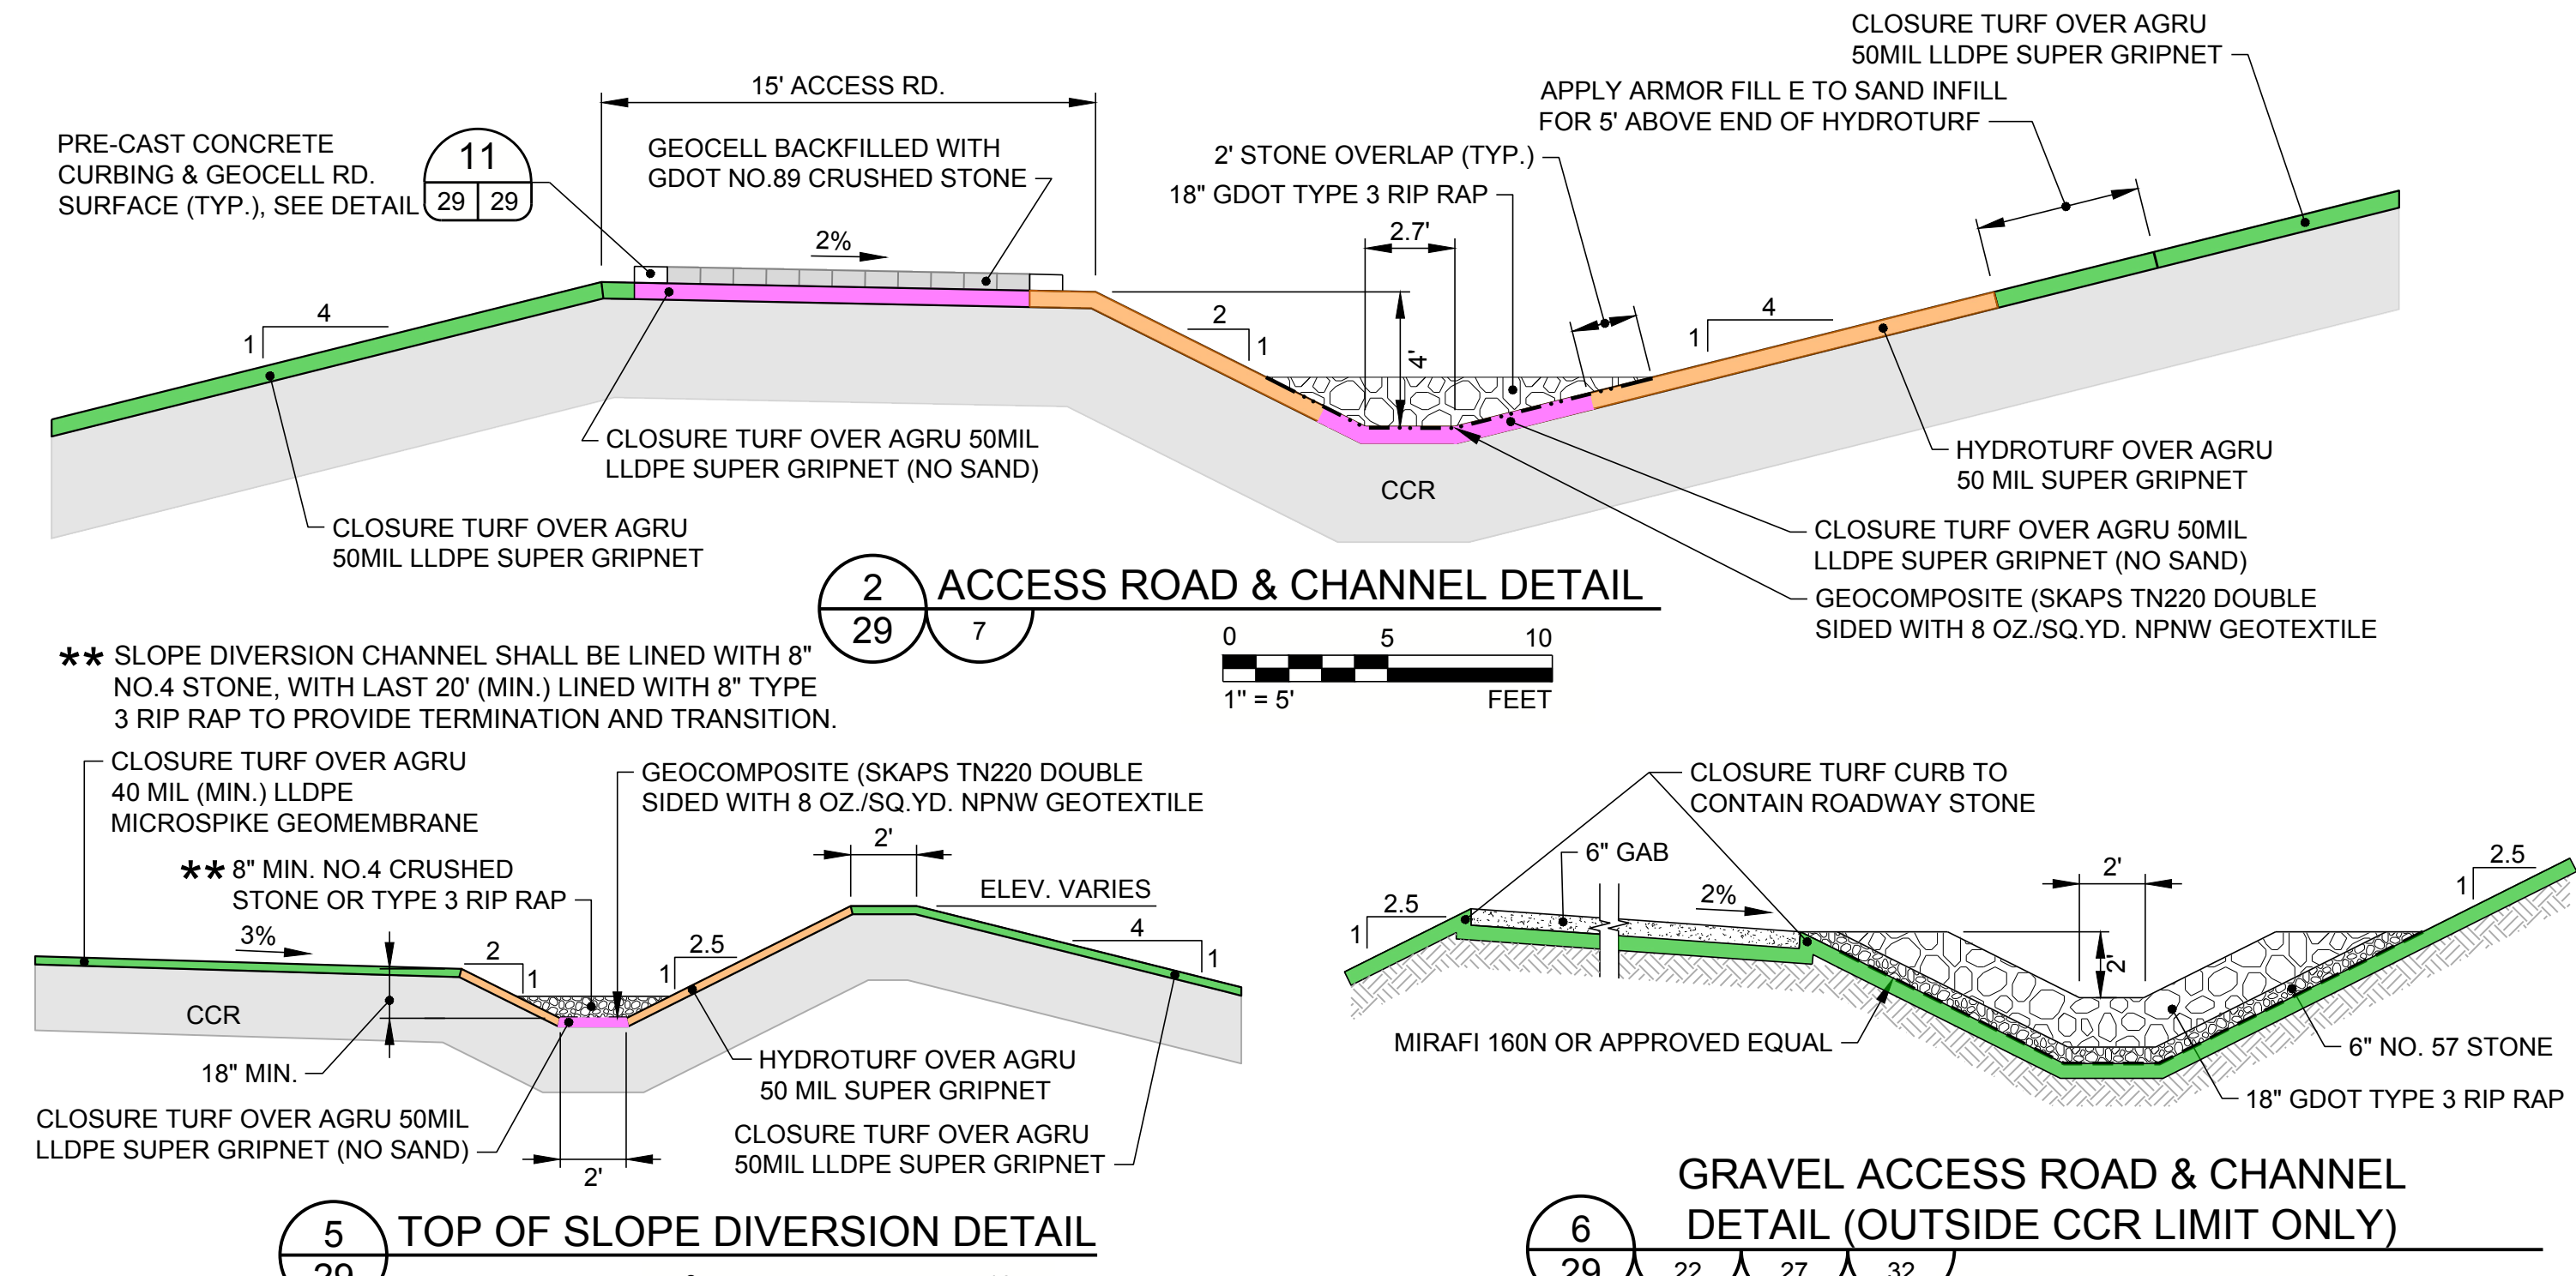 CLOSURE TURF OVER AGRU
50MIL LLDPE SUPER GRIPNET
15' ACCESS RD.
APPLY ARMOR FILL E TO SAND INFILL
FOR 5' ABOVE END OF HYDROTURF
PRE-CAST CONCRETE
CURBING & GEOCELL RD.
SURFACE (TYP.), SEE DETAIL
11
29 29
GEOCELL BACKFILLED WITH
GDOT NO.89 CRUSHED STONE
2' STONE OVERLAP (TYP.)
18" GDOT TYPE 3 RIP RAP
2.7'
2%
4
1
2
1
4'
4
1
CLOSURE TURF OVER AGRU 50MIL
LLDPE SUPER GRIPNET (NO SAND)
CCR
HYDROTURF OVER AGRU
50 MIL SUPER GRIPNET
CLOSURE TURF OVER AGRU
50MIL LLDPE SUPER GRIPNET
CLOSURE TURF OVER AGRU 50MIL
LLDPE SUPER GRIPNET (NO SAND)
GEOCOMPOSITE (SKAPS TN220 DOUBLE
SIDED WITH 8 OZ./SQ.YD. NPNW GEOTEXTILE
2
29
7
ACCESS ROAD & CHANNEL DETAIL
0 5 10
1" = 5' FEET
** SLOPE DIVERSION CHANNEL SHALL BE LINED WITH 8"
NO.4 STONE, WITH LAST 20' (MIN.) LINED WITH 8" TYPE
3 RIP RAP TO PROVIDE TERMINATION AND TRANSITION.
CLOSURE TURF OVER AGRU
40 MIL (MIN.) LLDPE
MICROSPIKE GEOMEMBRANE
GEOCOMPOSITE (SKAPS TN220 DOUBLE
SIDED WITH 8 OZ./SQ.YD. NPNW GEOTEXTILE
** 8" MIN. NO.4 CRUSHED
STONE OR TYPE 3 RIP RAP
2'
ELEV. VARIES
3%
2
1
2.5
1
4
1
CCR
18" MIN.
HYDROTURF OVER AGRU
50 MIL SUPER GRIPNET
CLOSURE TURF OVER AGRU 50MIL
LLDPE SUPER GRIPNET (NO SAND)
CLOSURE TURF OVER AGRU
50MIL LLDPE SUPER GRIPNET
2'
5
29
TOP OF SLOPE DIVERSION DETAIL
CLOSURE TURF CURB TO
CONTAIN ROADWAY STONE
6" GAB
2%
2.5
1
2'
2.5
1
2'
MIRAFI 160N OR APPROVED EQUAL
6" NO. 57 STONE
18" GDOT TYPE 3 RIP RAP
GRAVEL ACCESS ROAD & CHANNEL
DETAIL (OUTSIDE CCR LIMIT ONLY)
6
29
22 27 32